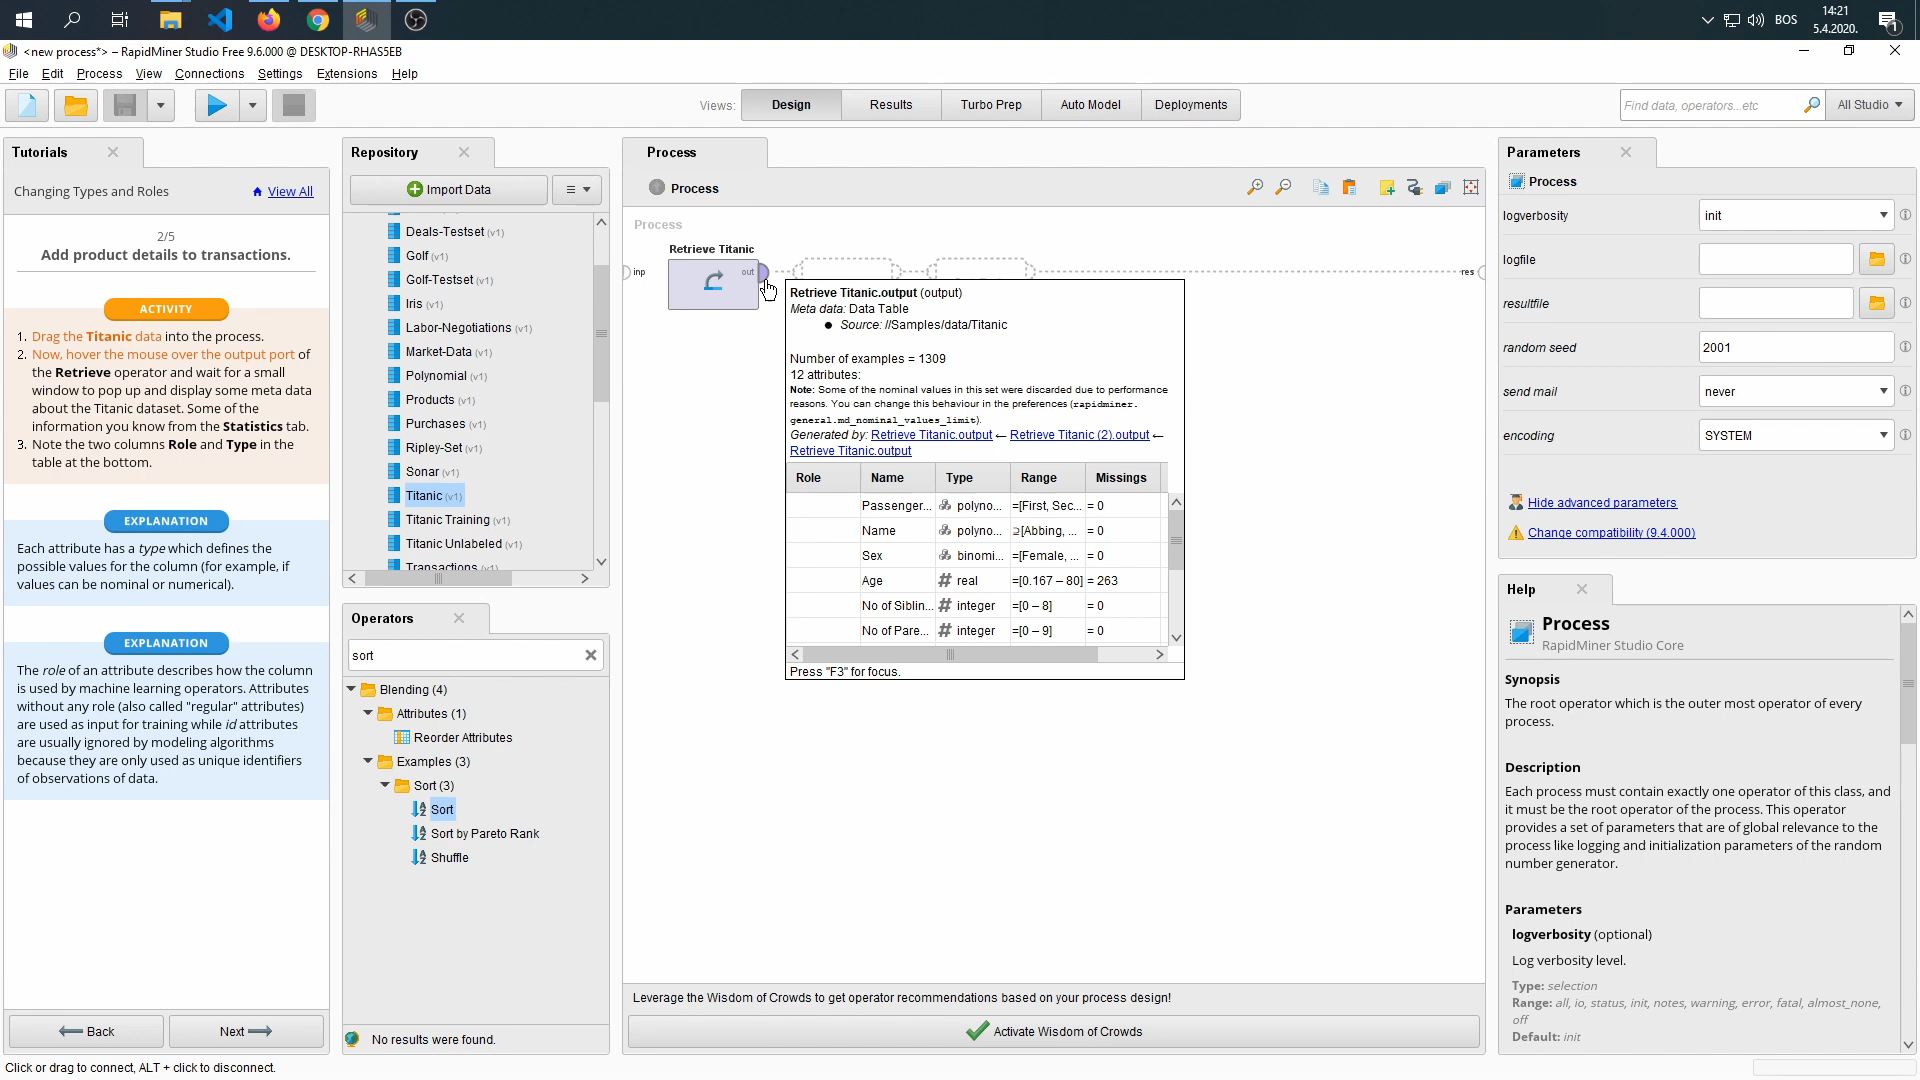 14:21
BOS
5.4.2020.
1
<new process*> – RapidMiner Studio Free 9.6.000 @ DESKTOP-RHAS5EB
File Edit Process View Connections Settings Extensions Help
Views: Design Results Turbo Prep Auto Model Deployments
Find data, operators...etc
All Studio
Tutorials
Changing Types and Roles
View All
2/5
Add product details to transactions.
ACTIVITY
1. Drag the Titanic data into the process.
2. Now, hover the mouse over the output port of
the Retrieve operator and wait for a small
window to pop up and display some meta data
about the Titanic dataset. Some of the
information you know from the Statistics tab.
3. Note the two columns Role and Type in the
table at the bottom.
EXPLANATION
Each attribute has a type which defines the
possible values for the column (for example, if
values can be nominal or numerical).
EXPLANATION
The role of an attribute describes how the column
is used by machine learning operators. Attributes
without any role (also called "regular" attributes)
are used as input for training while id attributes
are usually ignored by modeling algorithms
because they are only used as unique identifiers
of observations of data.
Back
Next
Repository
Import Data
Deals-Testset (v1)
Golf (v1)
Golf-Testset (v1)
Iris (v1)
Labor-Negotiations (v1)
Market-Data (v1)
Polynomial (v1)
Products (v1)
Purchases (v1)
Ripley-Set (v1)
Sonar (v1)
Titanic (v1)
Titanic Training (v1)
Titanic Unlabeled (v1)
Transactions (v1)
Operators
sort
Blending (4)
Attributes (1)
Reorder Attributes
Examples (3)
Sort (3)
Sort
Sort by Pareto Rank
Shuffle
No results were found.
Process
Process
Process
Retrieve Titanic
inp
out
res
Retrieve Titanic.output (output)
Meta data: Data Table
Source: //Samples/data/Titanic
Number of examples = 1309
12 attributes:
Note: Some of the nominal values in this set were discarded due to performance
reasons. You can change this behaviour in the preferences (rapidminer.
general.md_nominal_values_limit).
Generated by: Retrieve Titanic.output ← Retrieve Titanic (2).output ←
Retrieve Titanic.output
Role Name Type Range Missings
Passenger... polyno... =[First, Sec... = 0
Name polyno... ⊇[Abbing, ... = 0
Sex binomi... =[Female, ... = 0
Age real =[0.167 – 80] = 263
No of Siblin... integer =[0 – 8] = 0
No of Pare... integer =[0 – 9] = 0
Press "F3" for focus.
Leverage the Wisdom of Crowds to get operator recommendations based on your process design!
Activate Wisdom of Crowds
Parameters
Process
logverbosity init
logfile
resultfile
random seed 2001
send mail never
encoding SYSTEM
Hide advanced parameters
Change compatibility (9.4.000)
Help
Process
RapidMiner Studio Core
Synopsis
The root operator which is the outer most operator of every
process.
Description
Each process must contain exactly one operator of this class, and
it must be the root operator of the process. This operator
provides a set of parameters that are of global relevance to the
process like logging and initialization parameters of the random
number generator.
Parameters
logverbosity (optional)
Log verbosity level.
Type: selection
Range: all, io, status, init, notes, warning, error, fatal, almost_none,
off
Default: init
Click or drag to connect, ALT + click to disconnect.